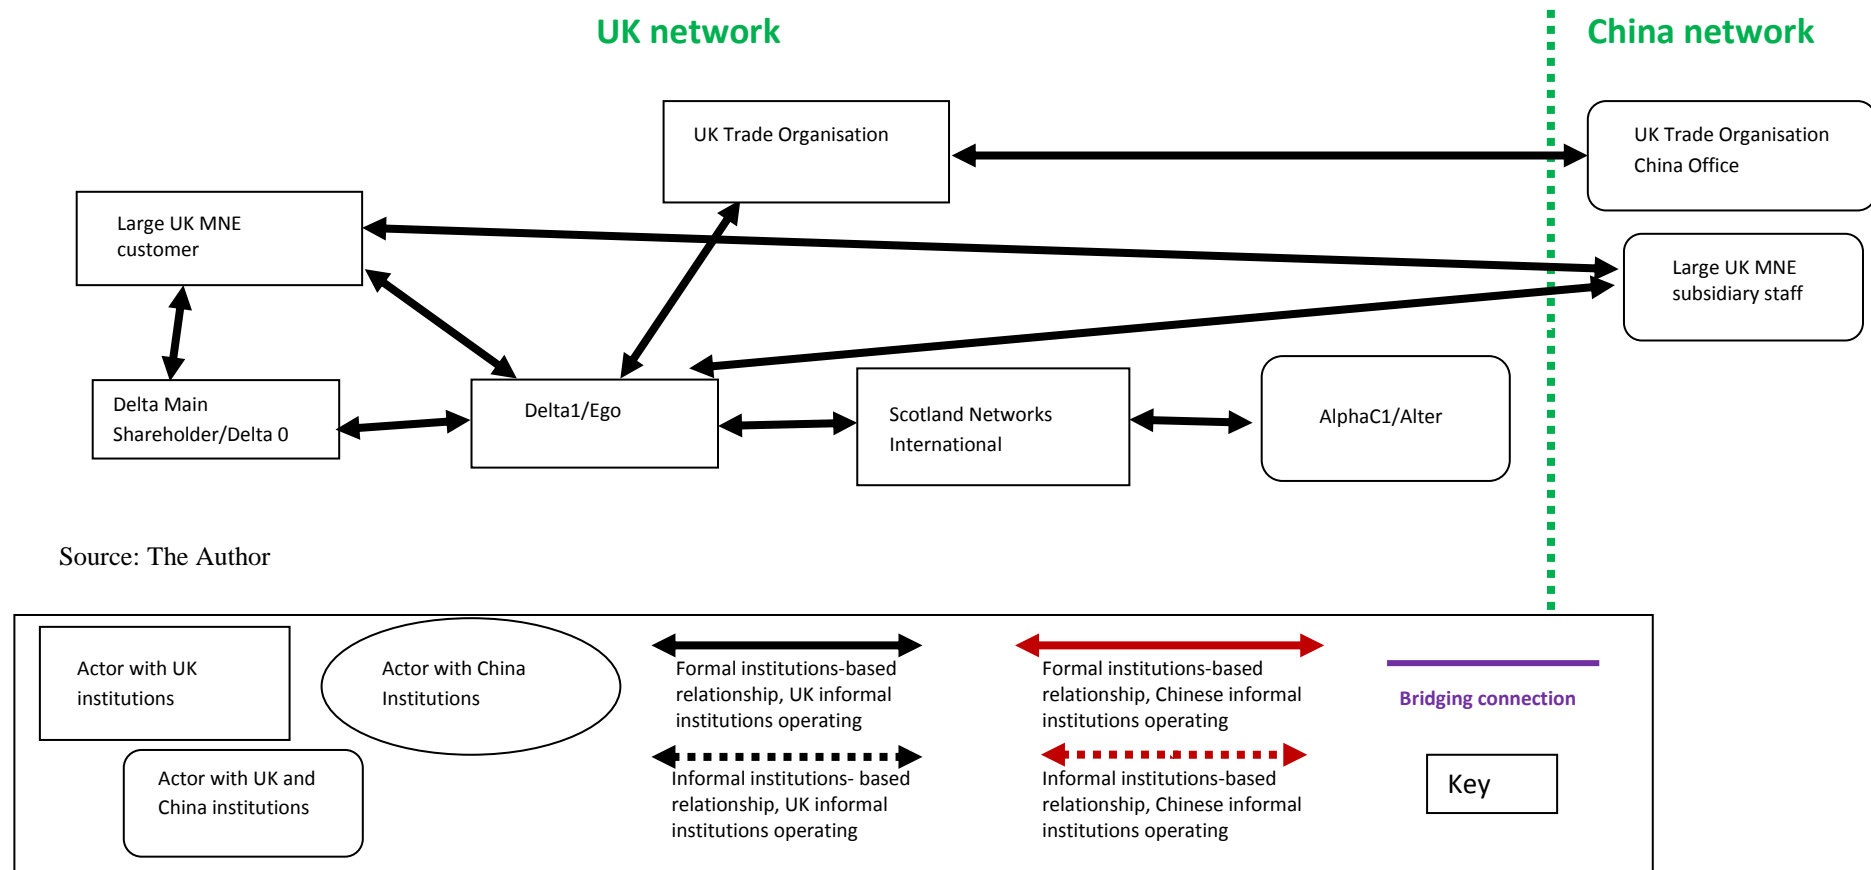 UK network
China network
UK Trade Organisation
UK Trade Organisation
China Office
Large UK MNE
customer
Large UK MNE
subsidiary staff
Delta Main
Shareholder/Delta 0
Delta1/Ego
Scotland Networks
International
AlphaC1/Alter
Source: The Author
Actor with UK
institutions
Actor with China
Institutions
Actor with UK and
China institutions
Formal institutions-based
relationship, UK informal
institutions operating
Informal institutions- based
relationship, UK informal
institutions operating
Formal institutions-based
relationship, Chinese informal
institutions operating
Informal institutions-based
relationship, Chinese informal
institutions operating
Bridging connection
Key